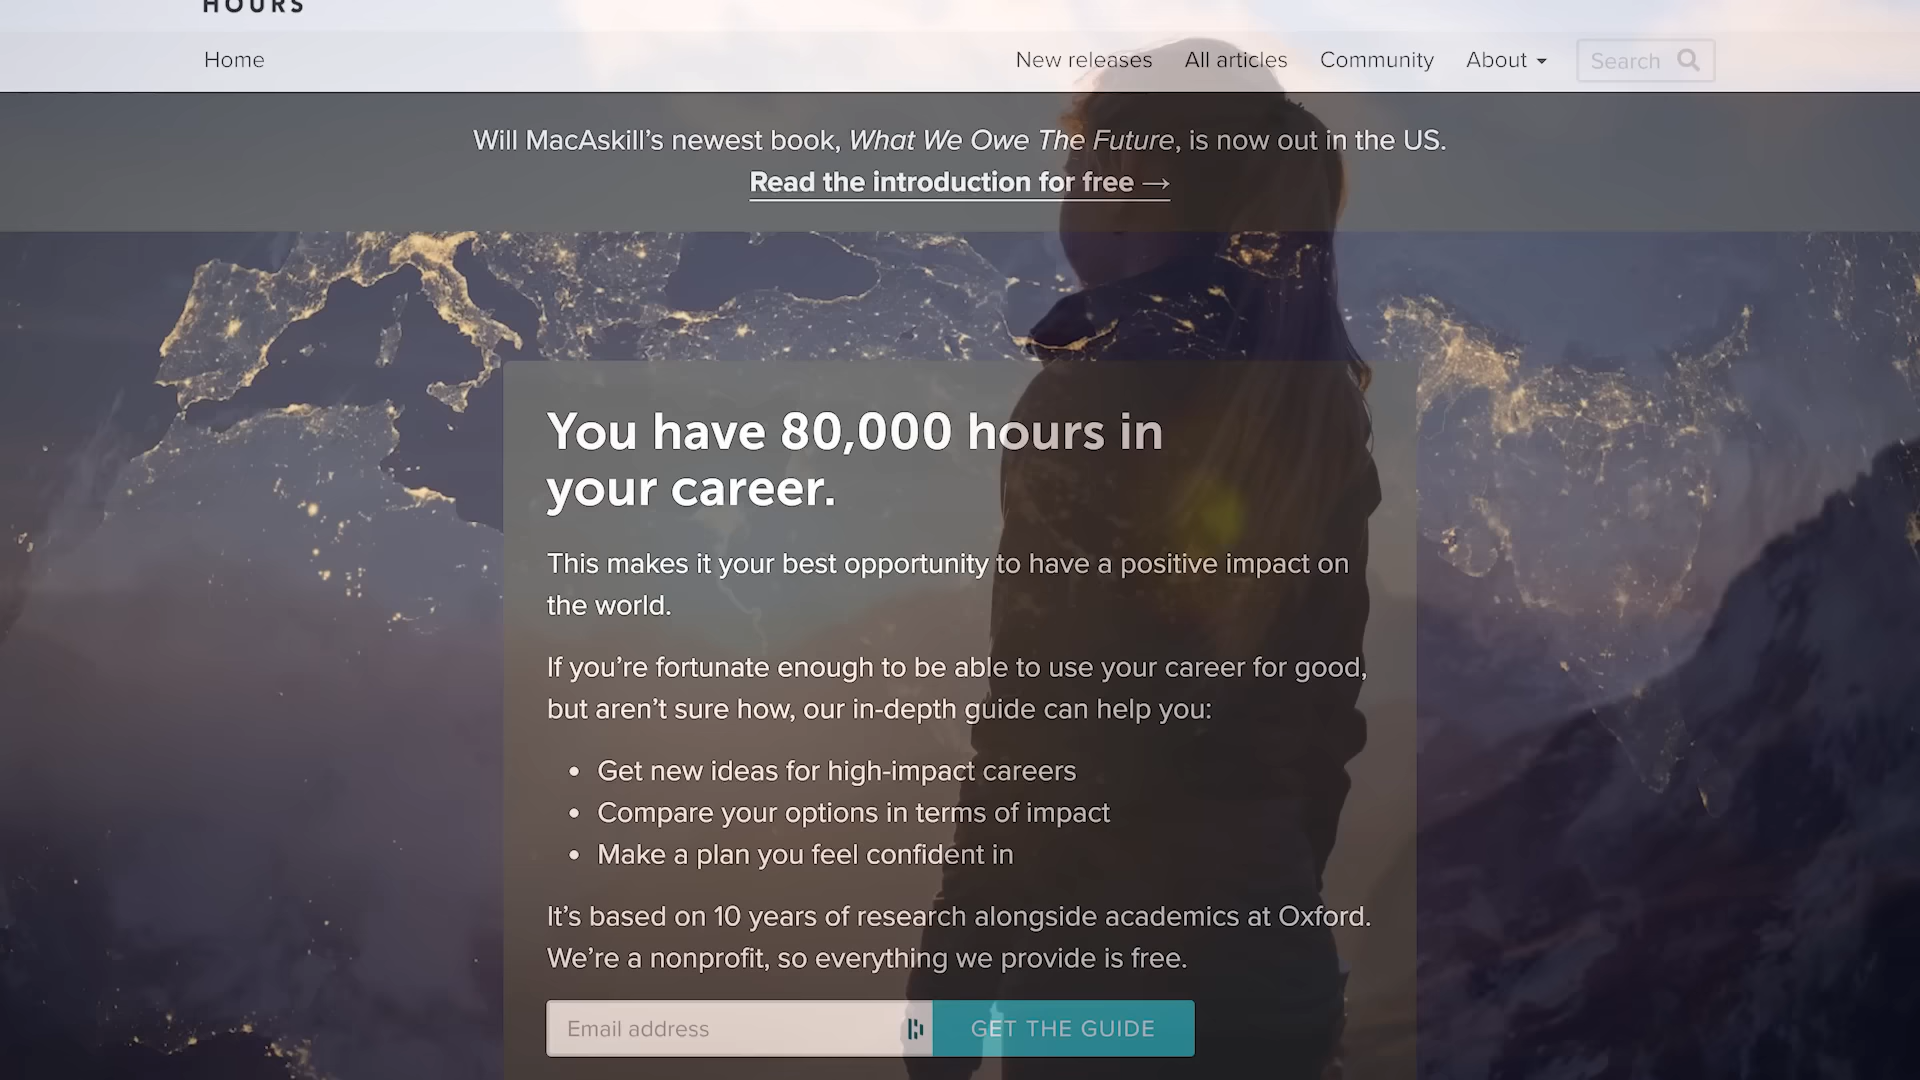 HOURS
Home
New releases
All articles
Community
About
Search
Will MacAskill’s newest book, What We Owe The Future, is now out in the US.
Read the introduction for free →
You have 80,000 hours in
your career.
This makes it your best opportunity to have a positive impact on
the world.
If you’re fortunate enough to be able to use your career for good,
but aren’t sure how, our in-depth guide can help you:
• Get new ideas for high-impact careers
• Compare your options in terms of impact
• Make a plan you feel confident in
It’s based on 10 years of research alongside academics at Oxford.
We’re a nonprofit, so everything we provide is free.
Email address
GET THE GUIDE